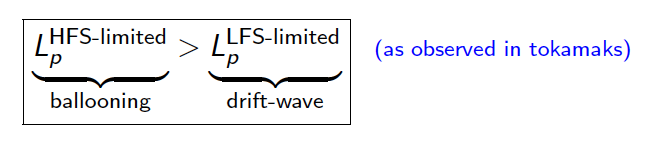 L_p^HFS-limited > L_p^LFS-limited (as observed in tokamaks)
ballooning drift-wave